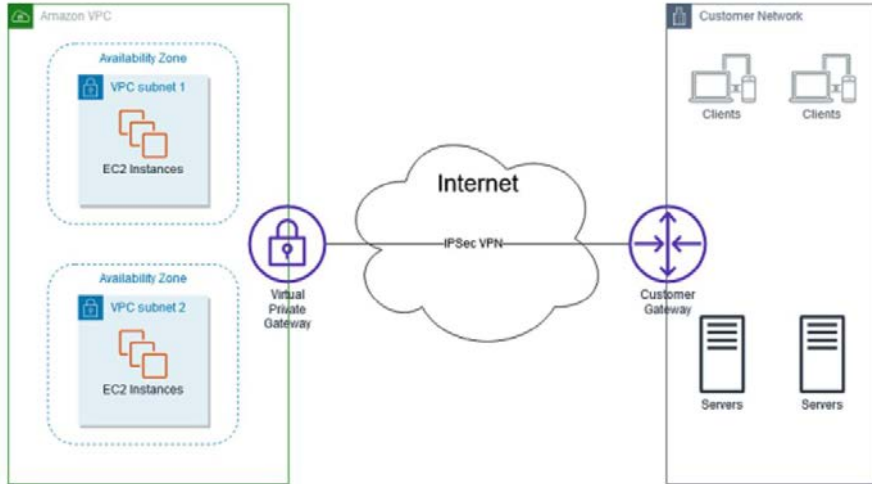 Amazon VPC
Availability Zone
VPC subnet 1
EC2 Instances
Availability Zone
VPC subnet 2
EC2 Instances
Virtual
Private
Gateway
Internet
IPSec VPN
Customer
Gateway
Customer Network
Clients
Clients
Servers
Servers